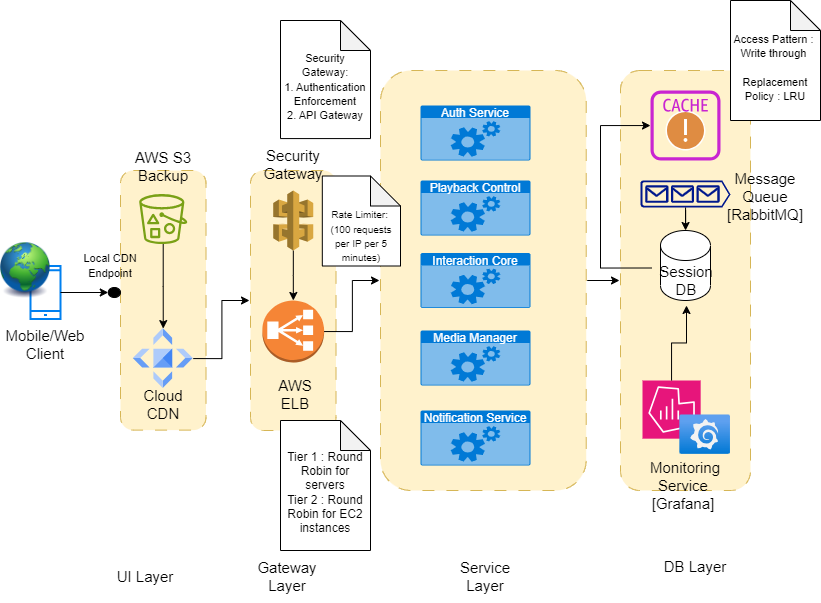 Security
Gateway:
1. Authentication
Enforcement
2. API Gateway
Access Pattern :
Write through
Replacement
Policy : LRU
AWS S3
Backup
Security
Gateway
Rate Limiter:
(100 requests
per IP per 5
minutes)
Auth Service
Playback Control
Interaction Core
Media Manager
Notification Service
CACHE
Message
Queue
[RabbitMQ]
Session
DB
Local CDN
Endpoint
Mobile/Web
Client
Cloud
CDN
AWS
ELB
Tier 1 : Round
Robin for
servers
Tier 2 : Round
Robin for EC2
instances
Monitoring
Service
[Grafana]
UI Layer
Gateway
Layer
Service
Layer
DB Layer